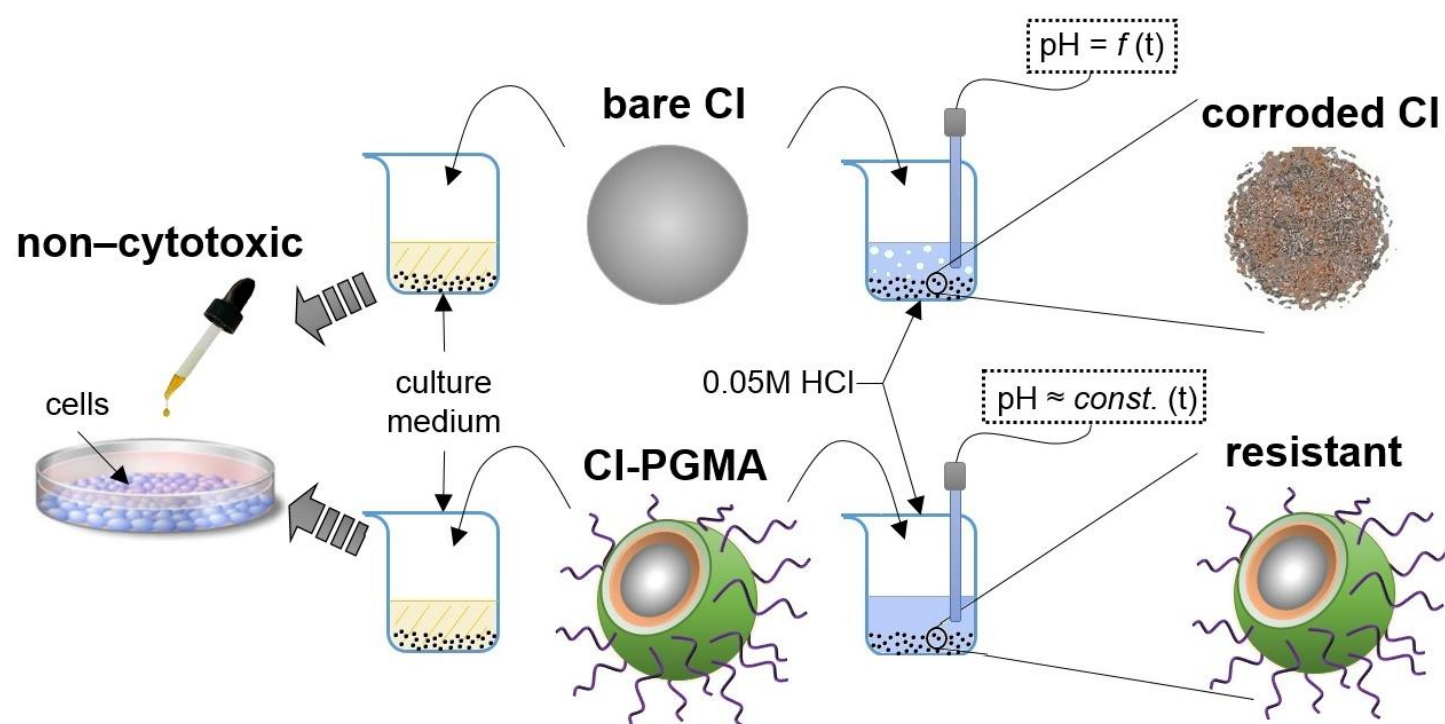 pH = f (t)
bare CI
corroded CI
non–cytotoxic
cells
culture
medium
0.05M HCl
pH ≈ const. (t)
CI-PGMA
resistant